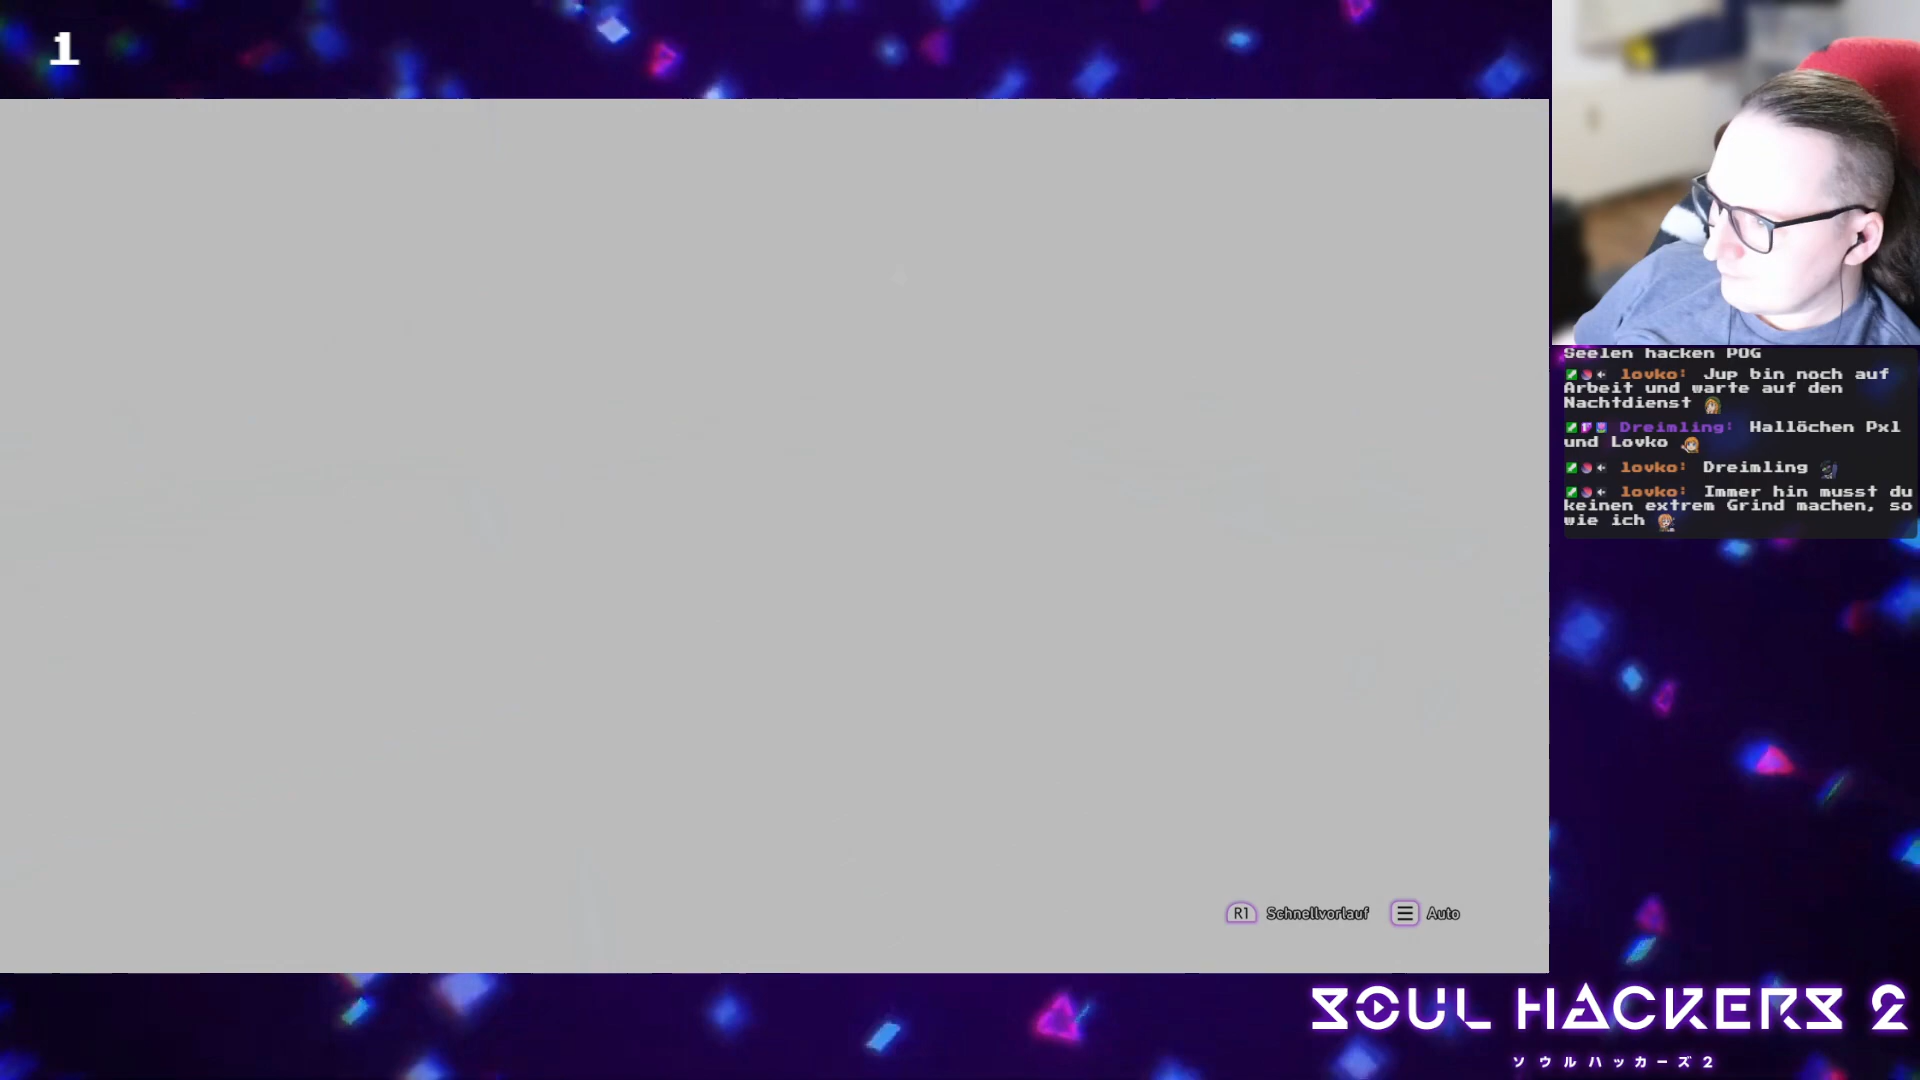 1
Seelen hacken POG
lovko: Jup bin noch auf
Arbeit und warte auf den
Nachtdienst
Dreimling: Hallöchen Pxl
und Lovko
lovko: Dreimling
lovko: Immer hin musst du
keinen extrem Grind machen, so
wie ich
R1 Schnellvorlauf Auto
SOUL HACKERS 2
ソウルハッカーズ2